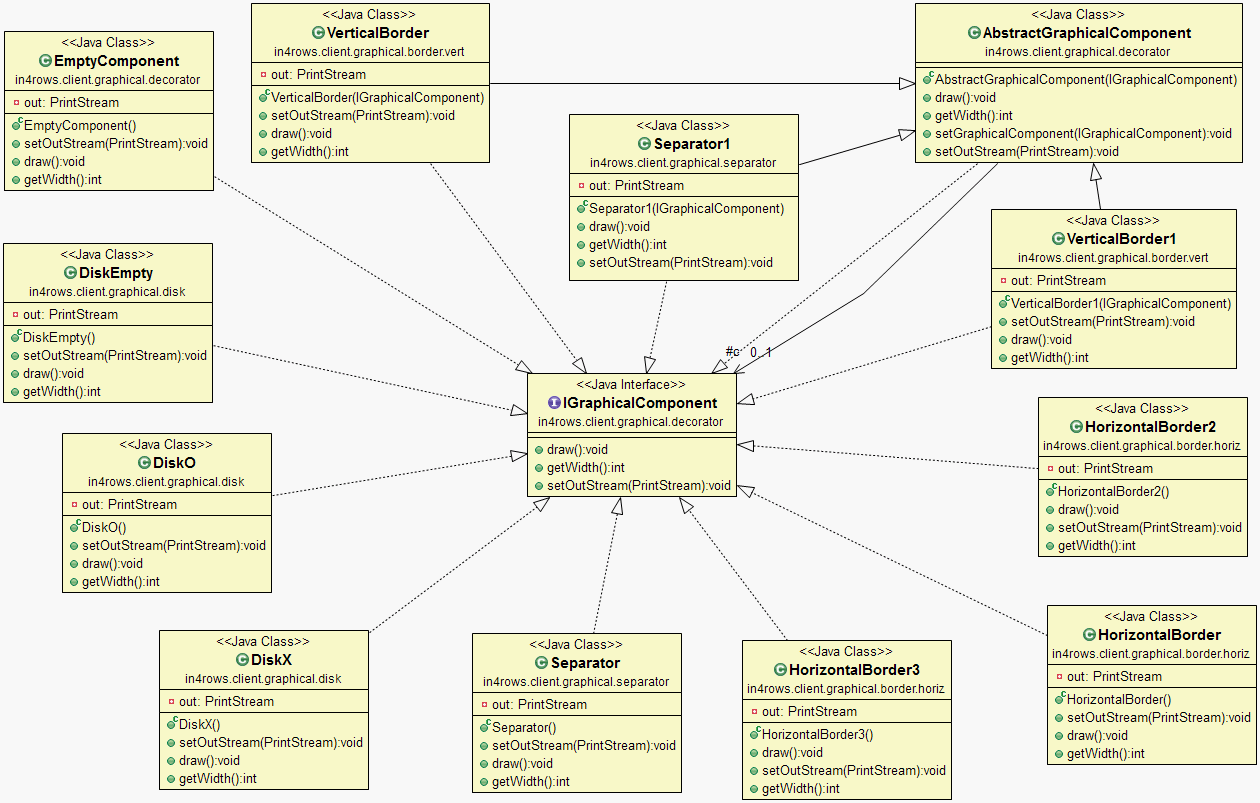 <<Java Class>>
EmptyComponent
in4rows.client.graphical.decorator
out: PrintStream
EmptyComponent()
setOutStream(PrintStream):void
draw():void
getWidth():int
<<Java Class>>
VerticalBorder
in4rows.client.graphical.border.vert
out: PrintStream
VerticalBorder(IGraphicalComponent)
setOutStream(PrintStream):void
draw():void
getWidth():int
<<Java Class>>
AbstractGraphicalComponent
in4rows.client.graphical.decorator
AbstractGraphicalComponent(IGraphicalComponent)
draw():void
getWidth():int
setGraphicalComponent(IGraphicalComponent):void
setOutStream(PrintStream):void
<<Java Class>>
Separator1
in4rows.client.graphical.separator
out: PrintStream
Separator1(IGraphicalComponent)
draw():void
getWidth():int
setOutStream(PrintStream):void
<<Java Class>>
VerticalBorder1
in4rows.client.graphical.border.vert
out: PrintStream
VerticalBorder1(IGraphicalComponent)
setOutStream(PrintStream):void
draw():void
getWidth():int
<<Java Class>>
DiskEmpty
in4rows.client.graphical.disk
out: PrintStream
DiskEmpty()
setOutStream(PrintStream):void
draw():void
getWidth():int
#c 0..1
<<Java Interface>>
IGraphicalComponent
in4rows.client.graphical.decorator
draw():void
getWidth():int
setOutStream(PrintStream):void
<<Java Class>>
HorizontalBorder2
in4rows.client.graphical.border.horiz
out: PrintStream
HorizontalBorder2()
draw():void
setOutStream(PrintStream):void
getWidth():int
<<Java Class>>
DiskO
in4rows.client.graphical.disk
out: PrintStream
DiskO()
setOutStream(PrintStream):void
draw():void
getWidth():int
<<Java Class>>
DiskX
in4rows.client.graphical.disk
out: PrintStream
DiskX()
setOutStream(PrintStream):void
draw():void
getWidth():int
<<Java Class>>
Separator
in4rows.client.graphical.separator
out: PrintStream
Separator()
setOutStream(PrintStream):void
draw():void
getWidth():int
<<Java Class>>
HorizontalBorder3
in4rows.client.graphical.border.horiz
out: PrintStream
HorizontalBorder3()
draw():void
setOutStream(PrintStream):void
getWidth():int
<<Java Class>>
HorizontalBorder
in4rows.client.graphical.border.horiz
out: PrintStream
HorizontalBorder()
setOutStream(PrintStream):void
draw():void
getWidth():int